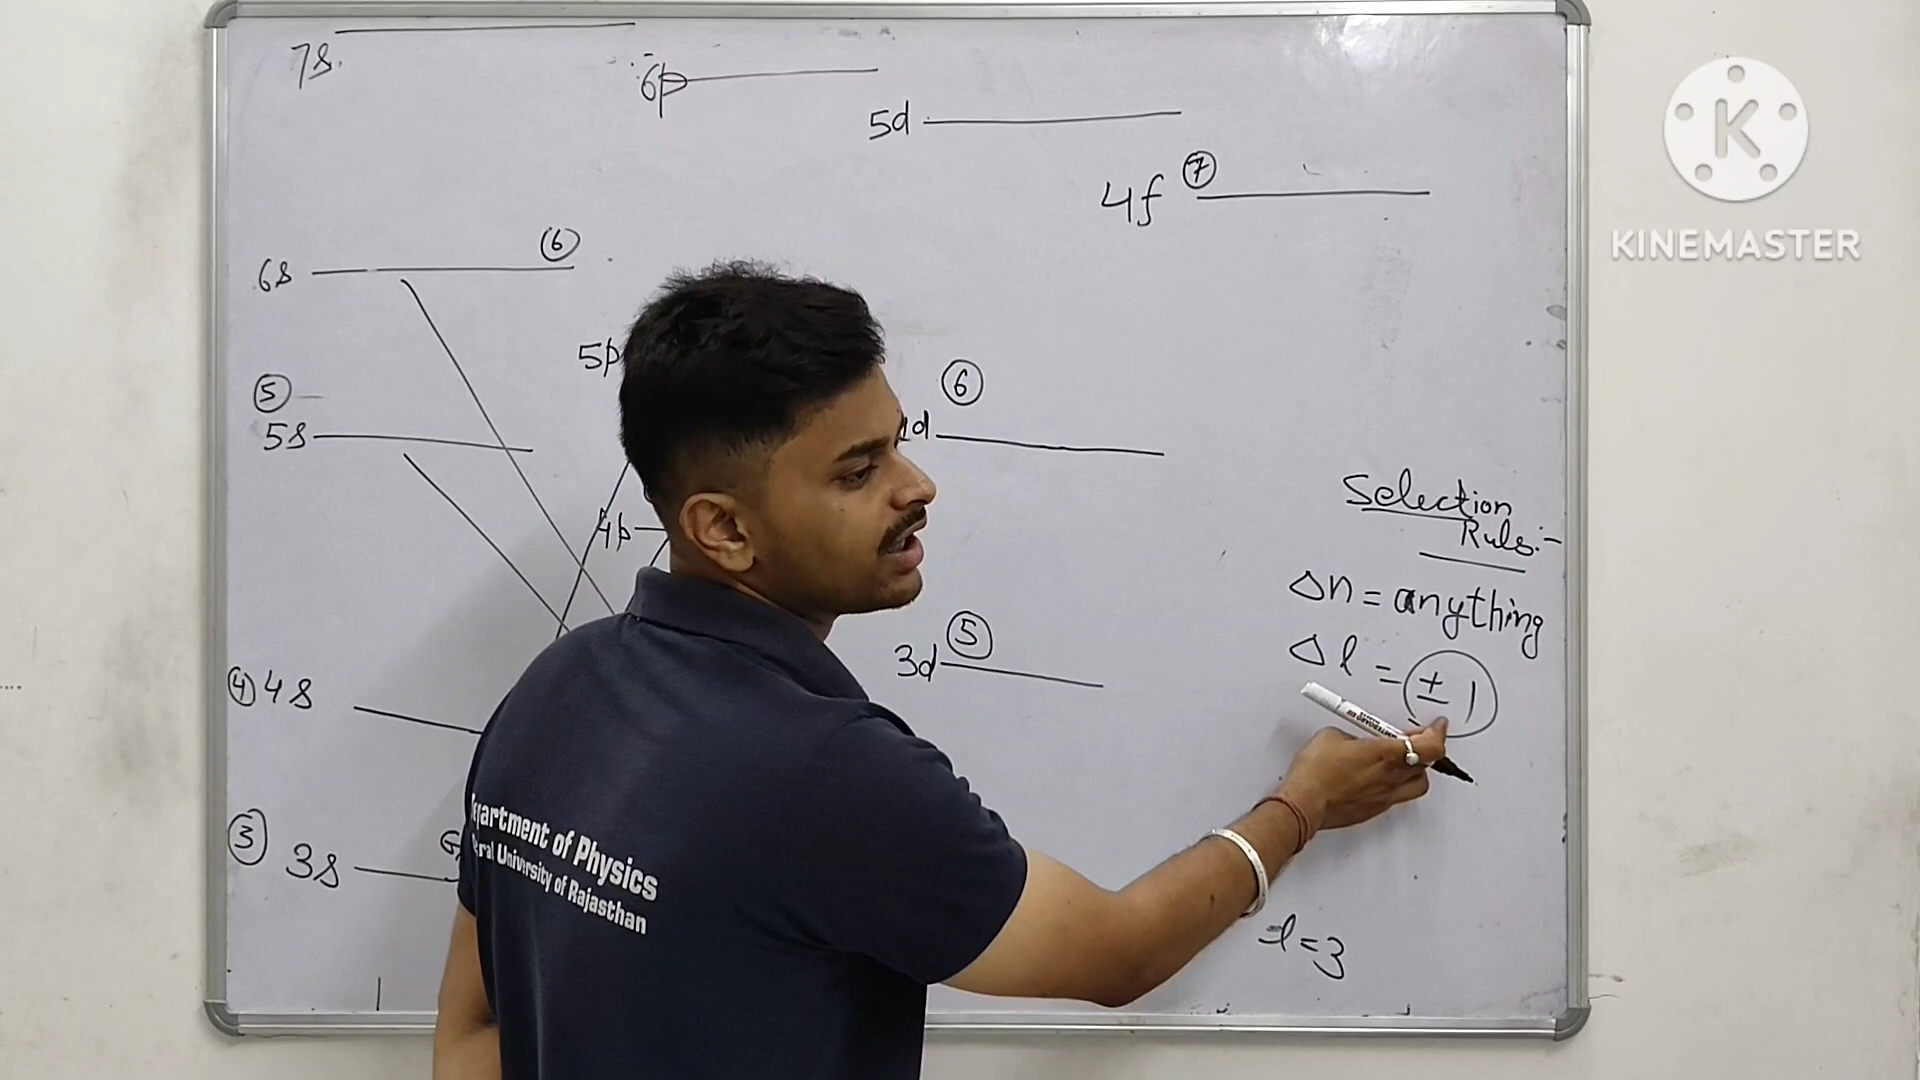 7s.
6p
5d
4f ⑦
K
KINEMASTER
6s ⑥
⑤
5s
5p
⑥
4p
Selection
Rule:-
Δn = anything
Δl = ±1
3d ⑤
④ 4s
③ 3s
Department of Physics
University of Rajasthan
l = 3